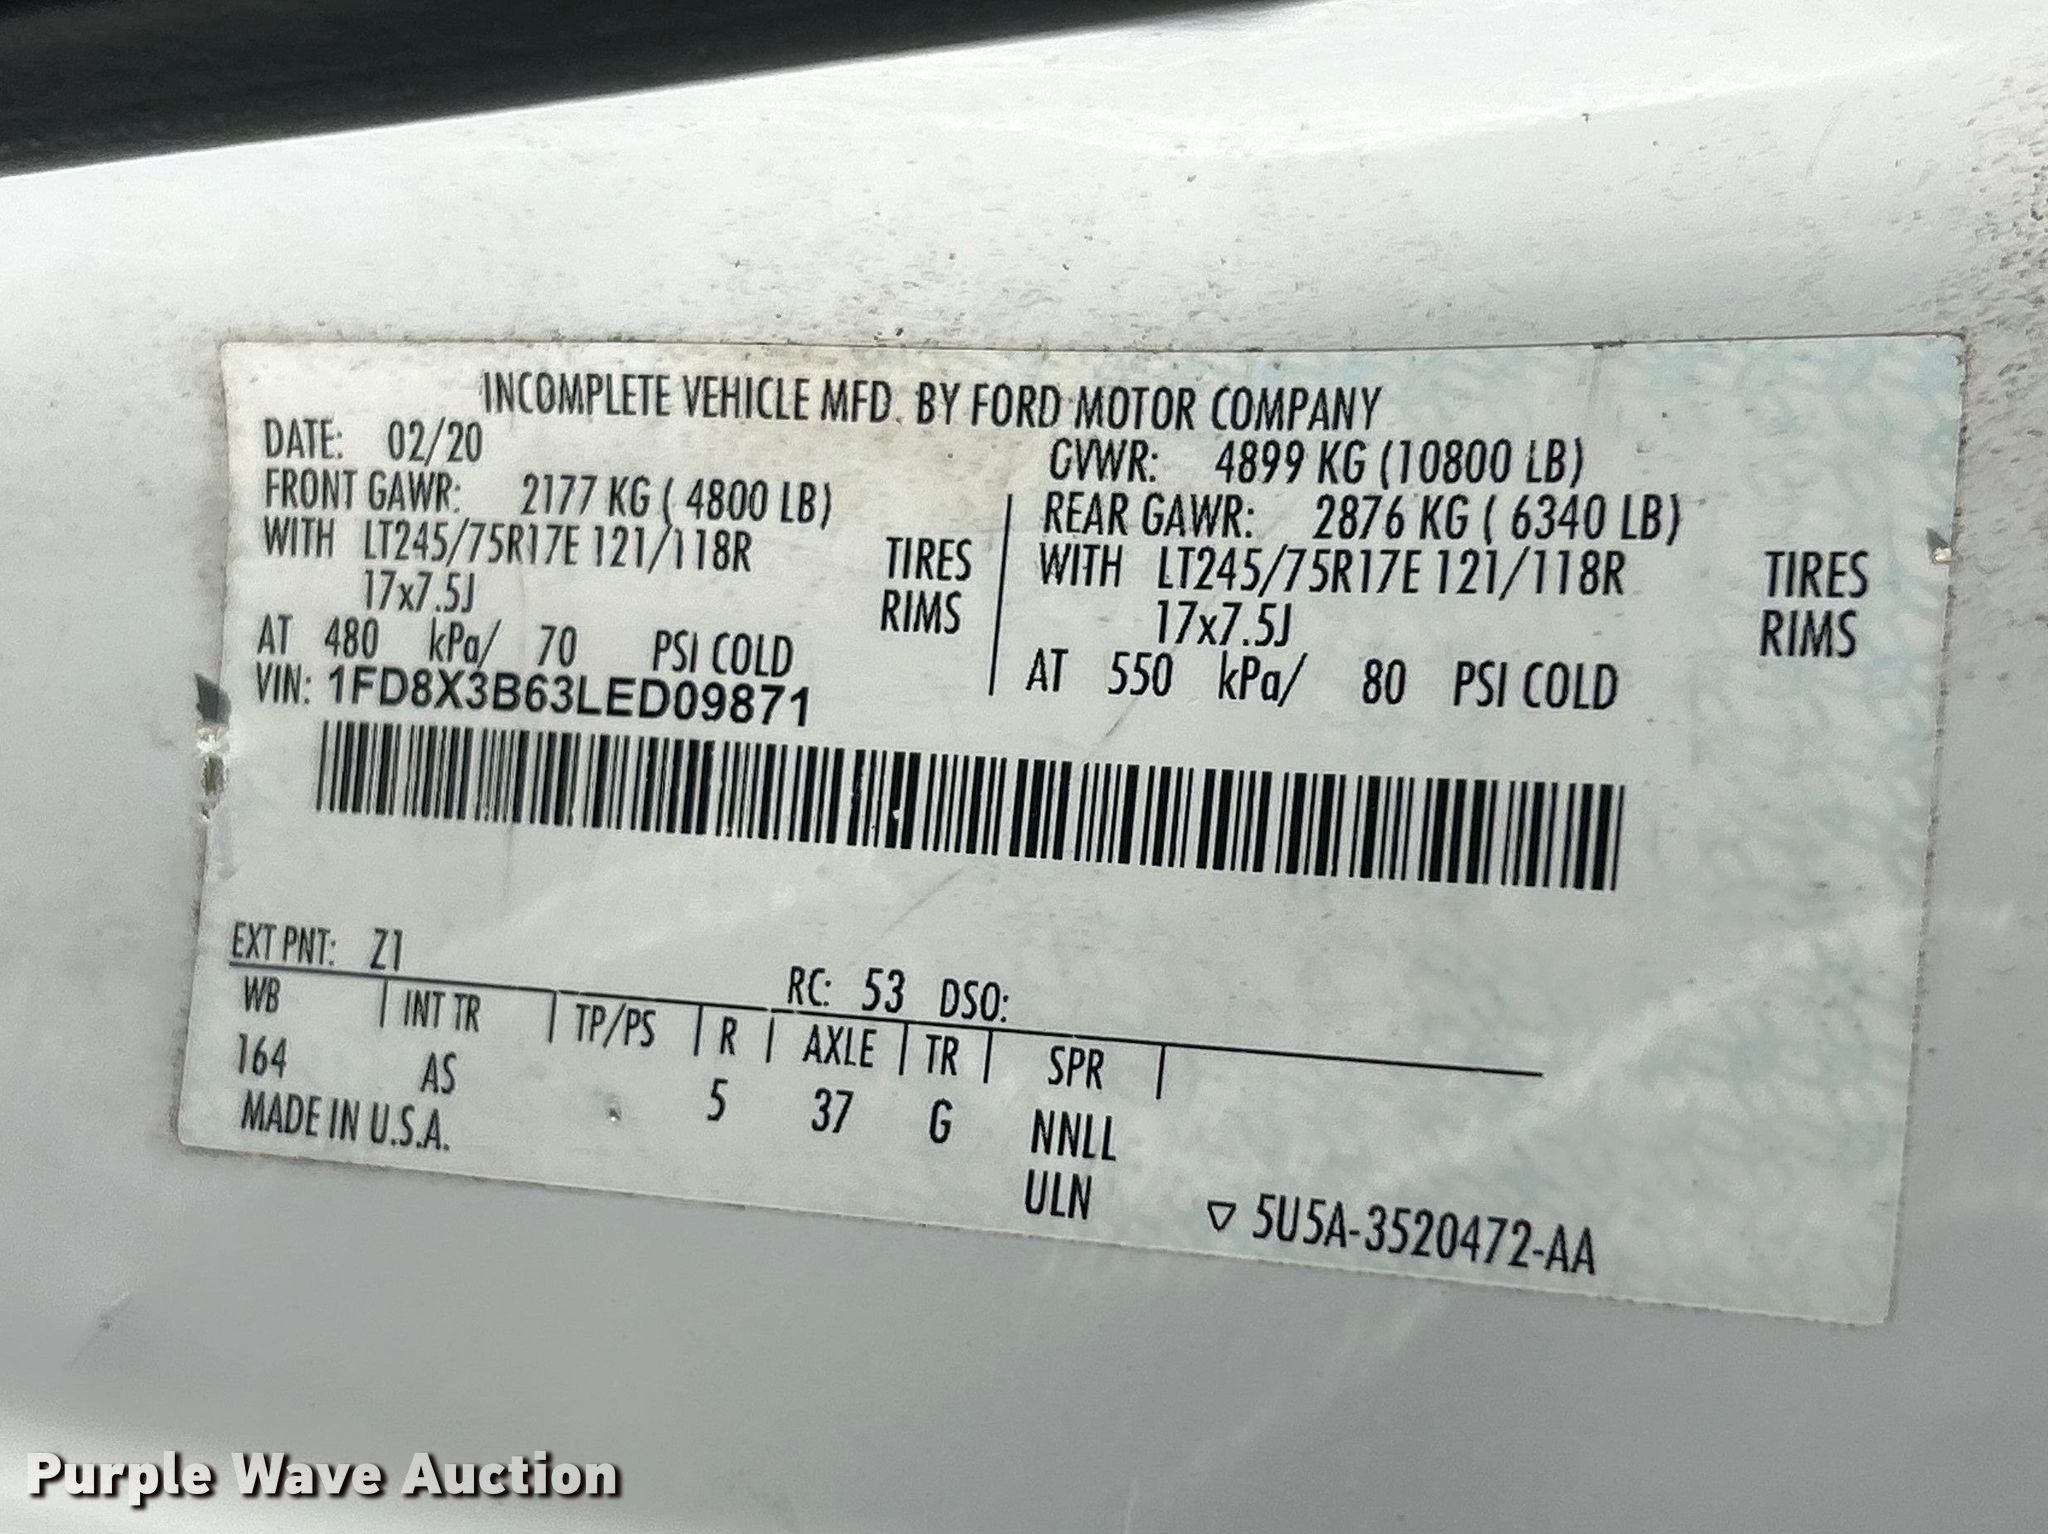 INCOMPLETE VEHICLE MFD. BY FORD MOTOR COMPANY
DATE: 02/20 GVWR: 4899 KG (10800 LB)
FRONT GAWR: 2177 KG ( 4800 LB) REAR GAWR: 2876 KG ( 6340 LB)
WITH LT245/75R17E 121/118R TIRES WITH LT245/75R17E 121/118R TIRES
17x7.5J RIMS 17x7.5J RIMS
AT 480 kPa/ 70 PSI COLD AT 550 kPa/ 80 PSI COLD
VIN: 1FD8X3B63LED09871
EXT PNT: Z1 RC: 53 DSO:
WB INT TR TP/PS R AXLE TR SPR
164 AS 5 37 G NNLL
MADE IN U.S.A. ULN
5U5A-3520472-AA
Purple Wave Auction